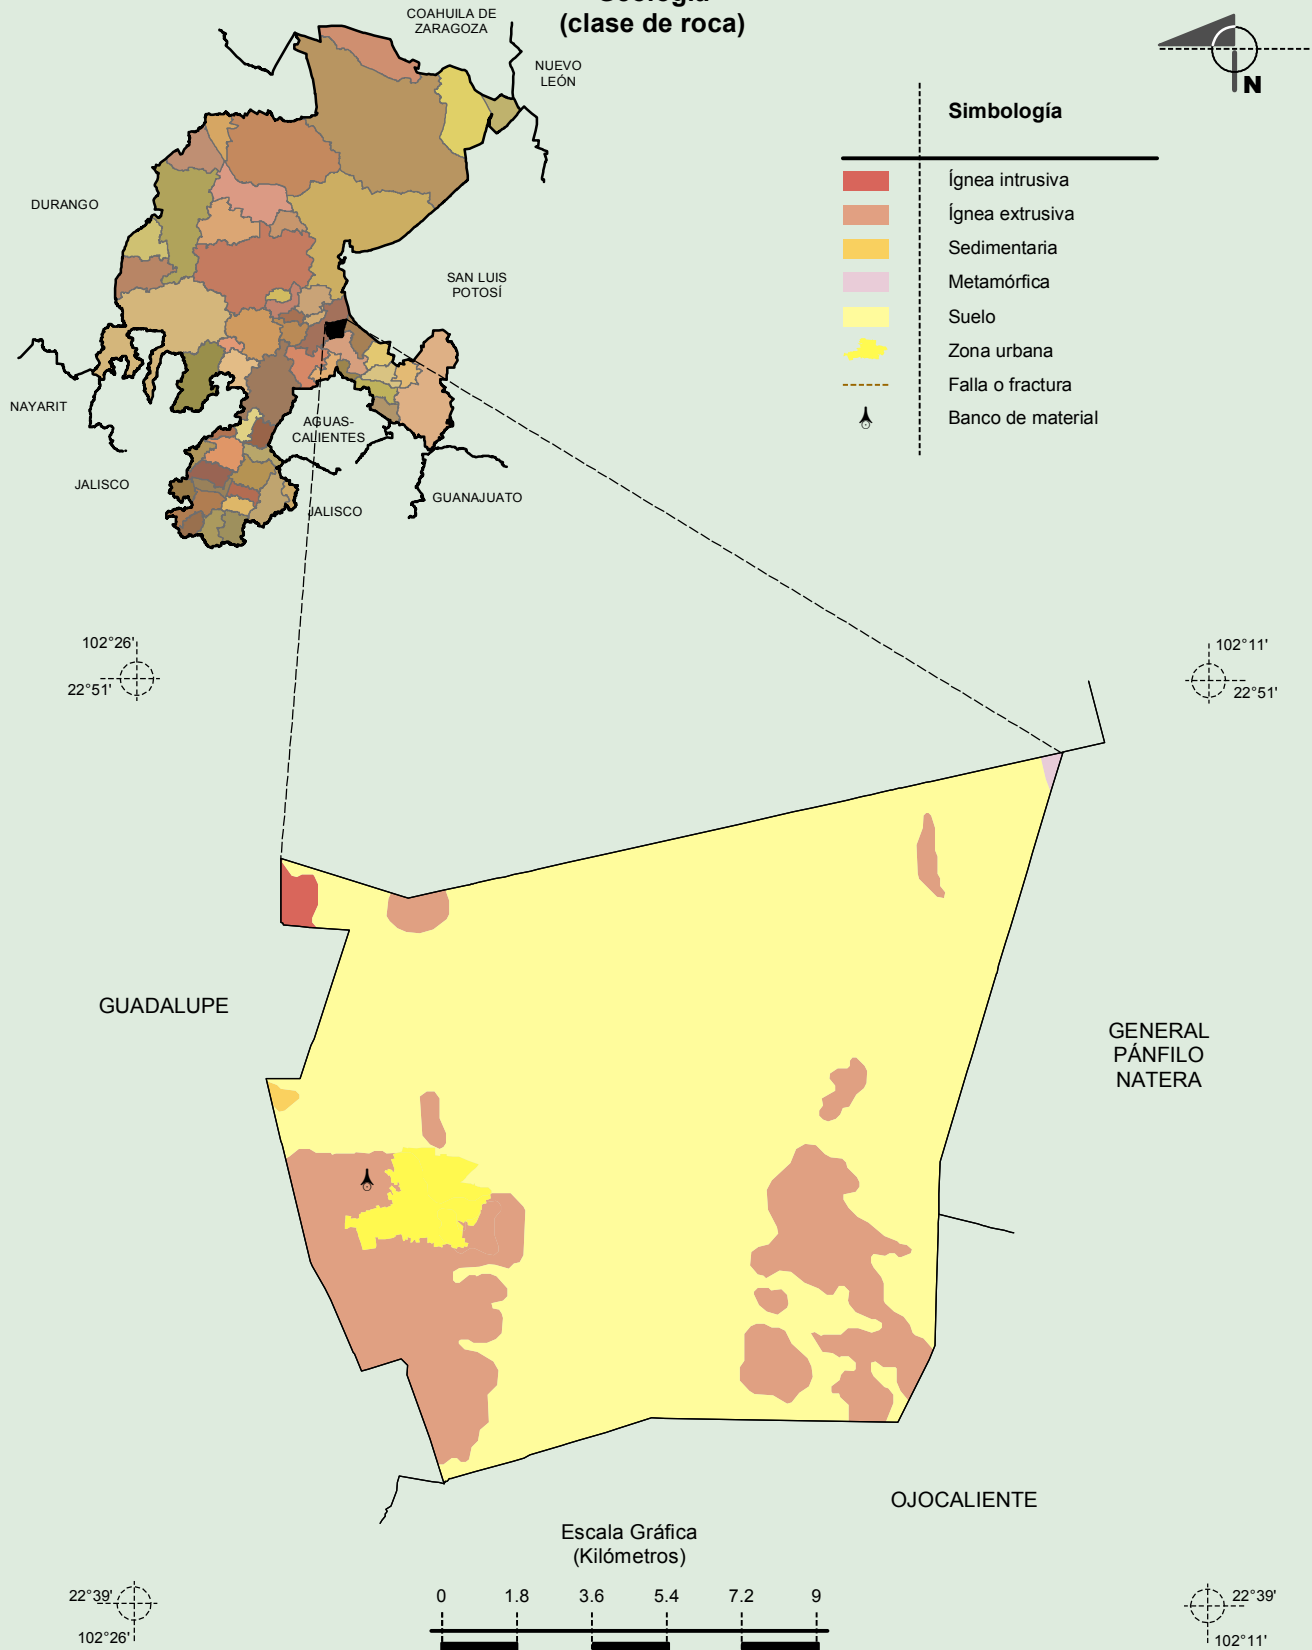 (clase de roca)
COAHUILA DE
ZARAGOZA
NUEVO
LEÓN
N
Simbología
Ígnea intrusiva
Ígnea extrusiva
Sedimentaria
Metamórfica
Suelo
Zona urbana
Falla o fractura
Banco de material
DURANGO
SAN LUIS
POTOSÍ
NAYARIT
AGUAS-
CALIENTES
JALISCO
JALISCO
GUANAJUATO
102°26'
22°51'
102°11'
22°51'
GUADALUPE
GENERAL
PÁNFILO
NATERA
OJOCALIENTE
Escala Gráfica
(Kilómetros)
0 1.8 3.6 5.4 7.2 9
22°39'
102°26'
22°39'
102°11'